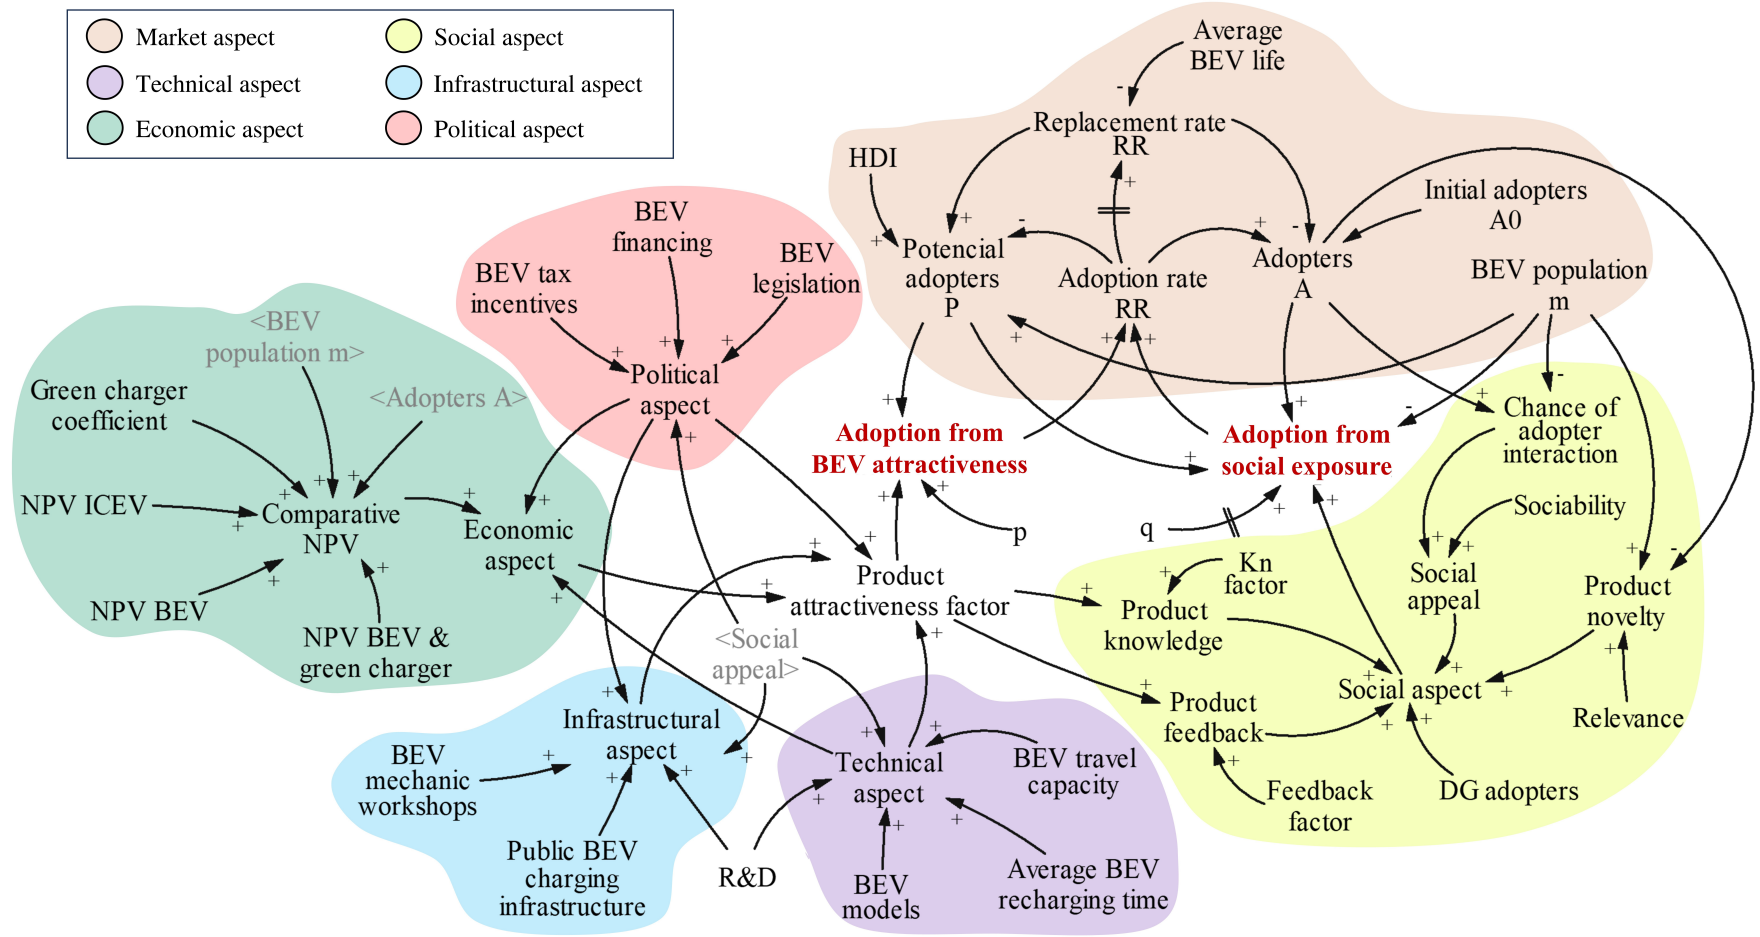 Market aspect
Social aspect
Technical aspect
Infrastructural aspect
Economic aspect
Political aspect
Average
BEV life
-
Replacement rate
RR
+
HDI
+
+
-
+
-
Initial adopters
A0
Potencial
adopters
P
Adoption rate
RR
Adopters
A
BEV population
m
+
+
+
+
-
-
+
+
+
Adoption from
BEV attractiveness
Adoption from
social exposure
BEV
financing
BEV tax
incentives
BEV
legislation
+
+
+
Political
aspect
+
<BEV
population m>
Green charger
coefficient
<Adopters A>
+
+
+
NPV ICEV
+
Comparative
NPV
+
+
Economic
aspect
NPV BEV
+
+
NPV BEV &
green charger
+
+
+
+
+
Product
attractiveness factor
+
+
p
q
+
+
<Social
appeal>
+
Chance of
adopter
interaction
Sociability
+
+
Social
appeal
+
-
Product
novelty
Kn
factor
+
+
Product
knowledge
+
+
+
+
Social aspect
+
Relevance
+
Product
feedback
+
+
+
Feedback
factor
DG adopters
+
Infrastructural
aspect
BEV
mechanic
workshops
+
+
+
+
Public BEV
charging
infrastructure
R&D
+
+
Technical
aspect
+
BEV travel
capacity
+
+
BEV
models
Average BEV
recharging time